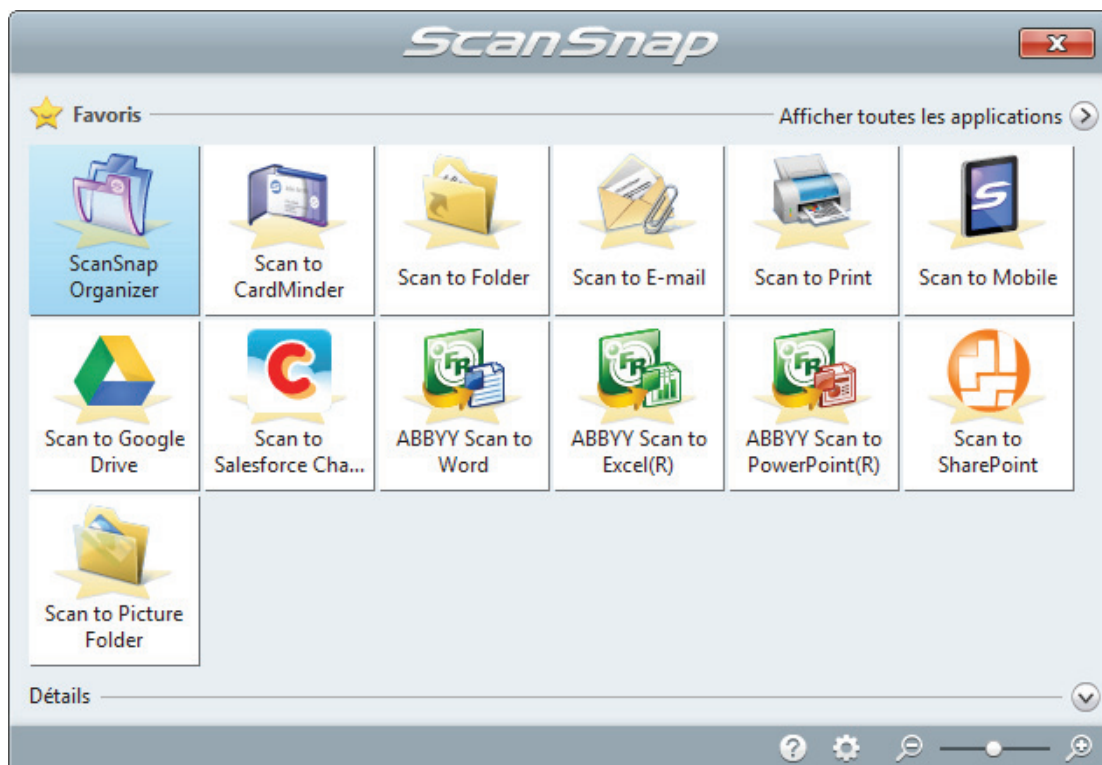 ScanSnap
Favoris
Afficher toutes les applications
ScanSnap
Organizer
Scan to
CardMinder
Scan to Folder
Scan to E-mail
Scan to Print
Scan to Mobile
Scan to Google
Drive
Scan to
Salesforce Cha...
ABBYY Scan to
Word
ABBYY Scan to
Excel(R)
ABBYY Scan to
PowerPoint(R)
Scan to
SharePoint
Scan to Picture
Folder
Détails